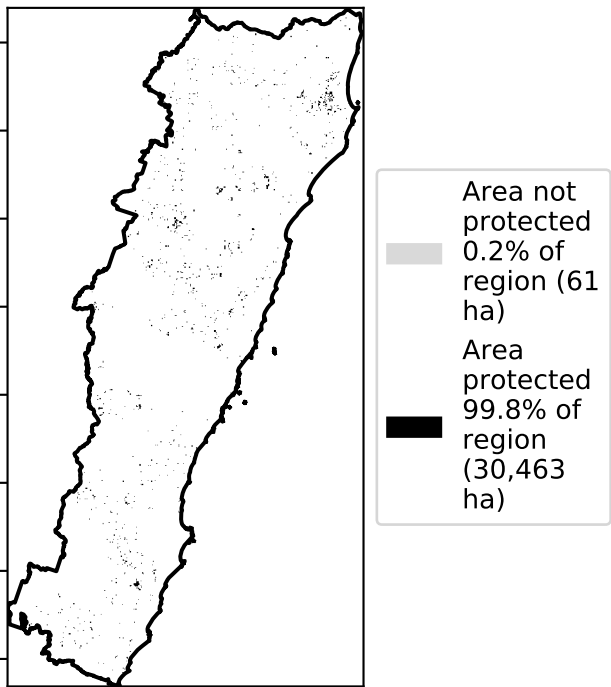 Area not
protected
0.2% of
region (61
ha)
Area
protected
99.8% of
region
(30,463
ha)